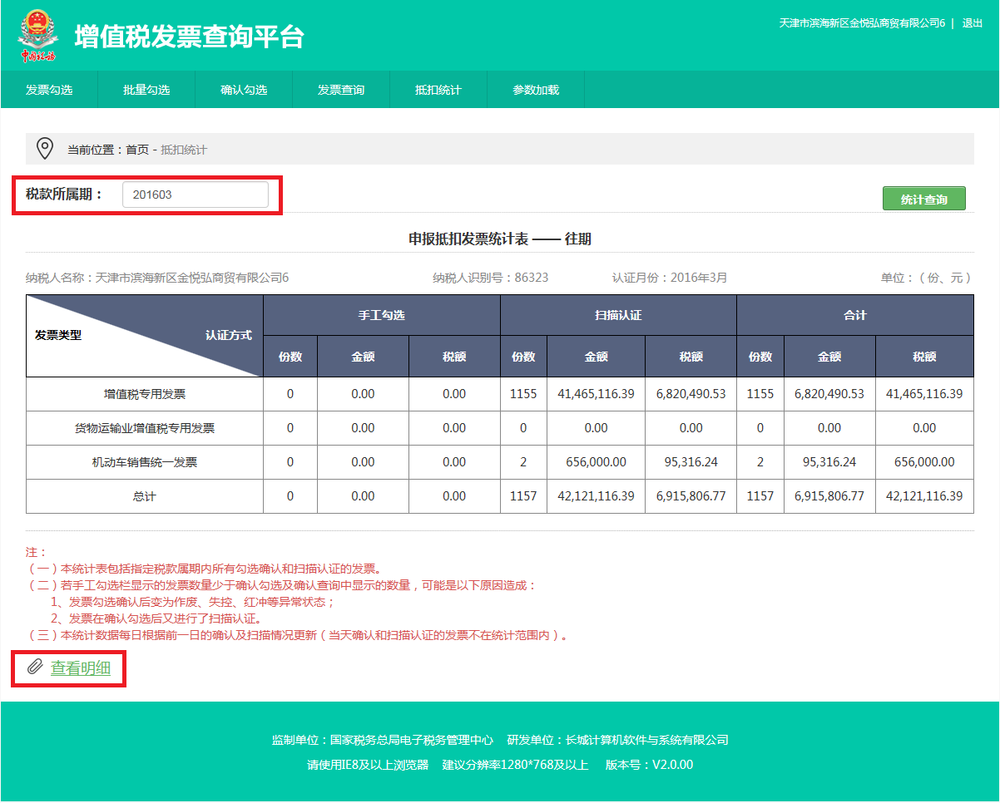 增值税发票查询平台
天津市滨海新区金悦弘商贸有限公司6 | 退出
中国税务
发票勾选 批量勾选 确认勾选 发票查询 抵扣统计 参数加载
当前位置：首页 - 抵扣统计
税款所属期： 201603
统计查询
申报抵扣发票统计表 —— 往期
纳税人名称：天津市滨海新区金悦弘商贸有限公司6 纳税人识别号：86323 认证月份：2016年3月 单位：（份、元）
发票类型 认证方式 手工勾选 扫描认证 合计
份数 金额 税额 份数 金额 税额 份数 金额 税额
增值税专用发票 0 0.00 0.00 1155 41,465,116.39 6,820,490.53 1155 6,820,490.53 41,465,116.39
货物运输业增值税专用发票 0 0.00 0.00 0 0.00 0.00 0 0.00 0.00
机动车销售统一发票 0 0.00 0.00 2 656,000.00 95,316.24 2 95,316.24 656,000.00
总计 0 0.00 0.00 1157 42,121,116.39 6,915,806.77 1157 6,915,806.77 42,121,116.39
注：
（一）本统计表包括指定税款属期内所有勾选确认和扫描认证的发票。
（二）若手工勾选栏显示的发票数量少于确认勾选及确认查询中显示的数量，可能是以下原因造成：
1、发票勾选确认后变为作废、失控、红冲等异常状态；
2、发票在确认勾选后又进行了扫描认证。
（三）本统计数据每日根据前一日的确认及扫描情况更新（当天确认和扫描认证的发票不在统计范围内）。
查看明细
监制单位：国家税务总局电子税务管理中心 研发单位：长城计算机软件与系统有限公司
请使用IE8及以上浏览器 建议分辨率1280*768及以上 版本号：V2.0.00